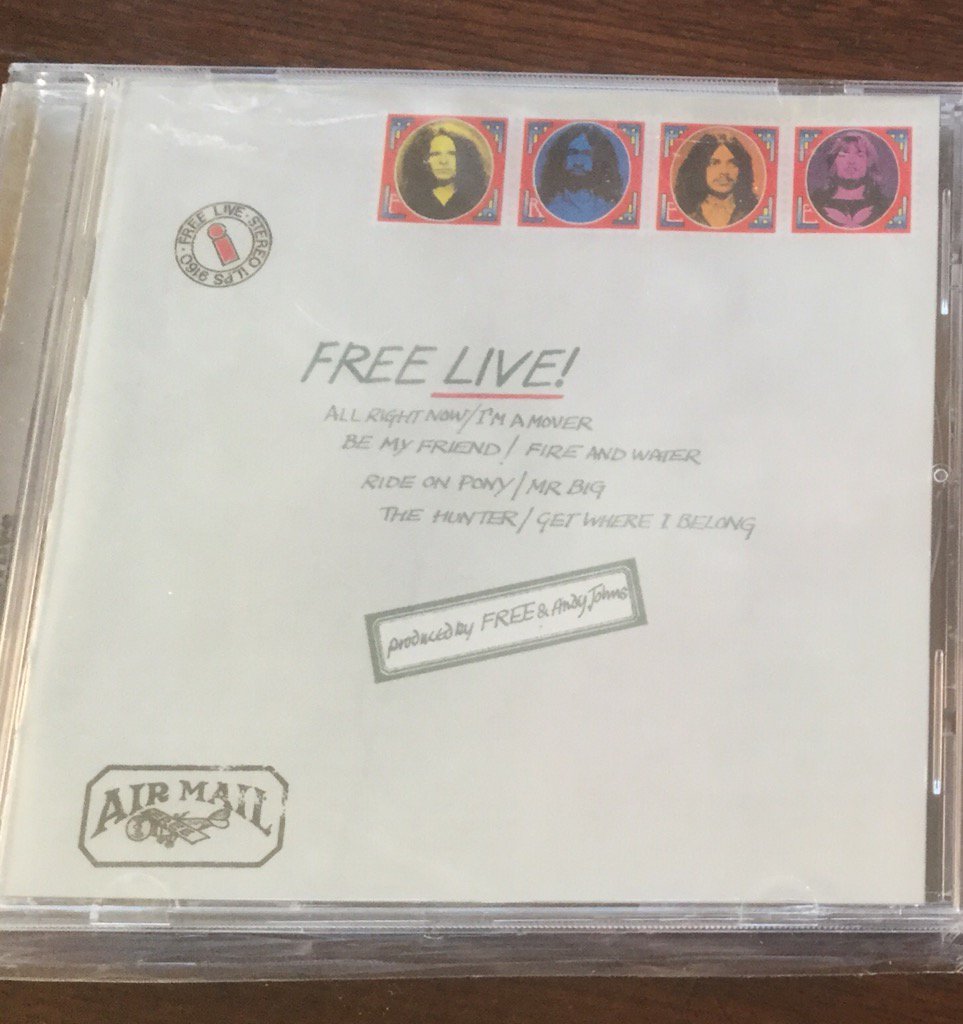 F R E E
FREE LIVE · STEREO ILPS 9160 ·
i
FREE LIVE!
ALL RIGHT NOW/I'M A MOVER
BE MY FRIEND/ FIRE AND WATER
RIDE ON PONY/MR BIG
THE HUNTER/GET WHERE I BELONG
produced by FREE & Andy Johns
AIR MAIL